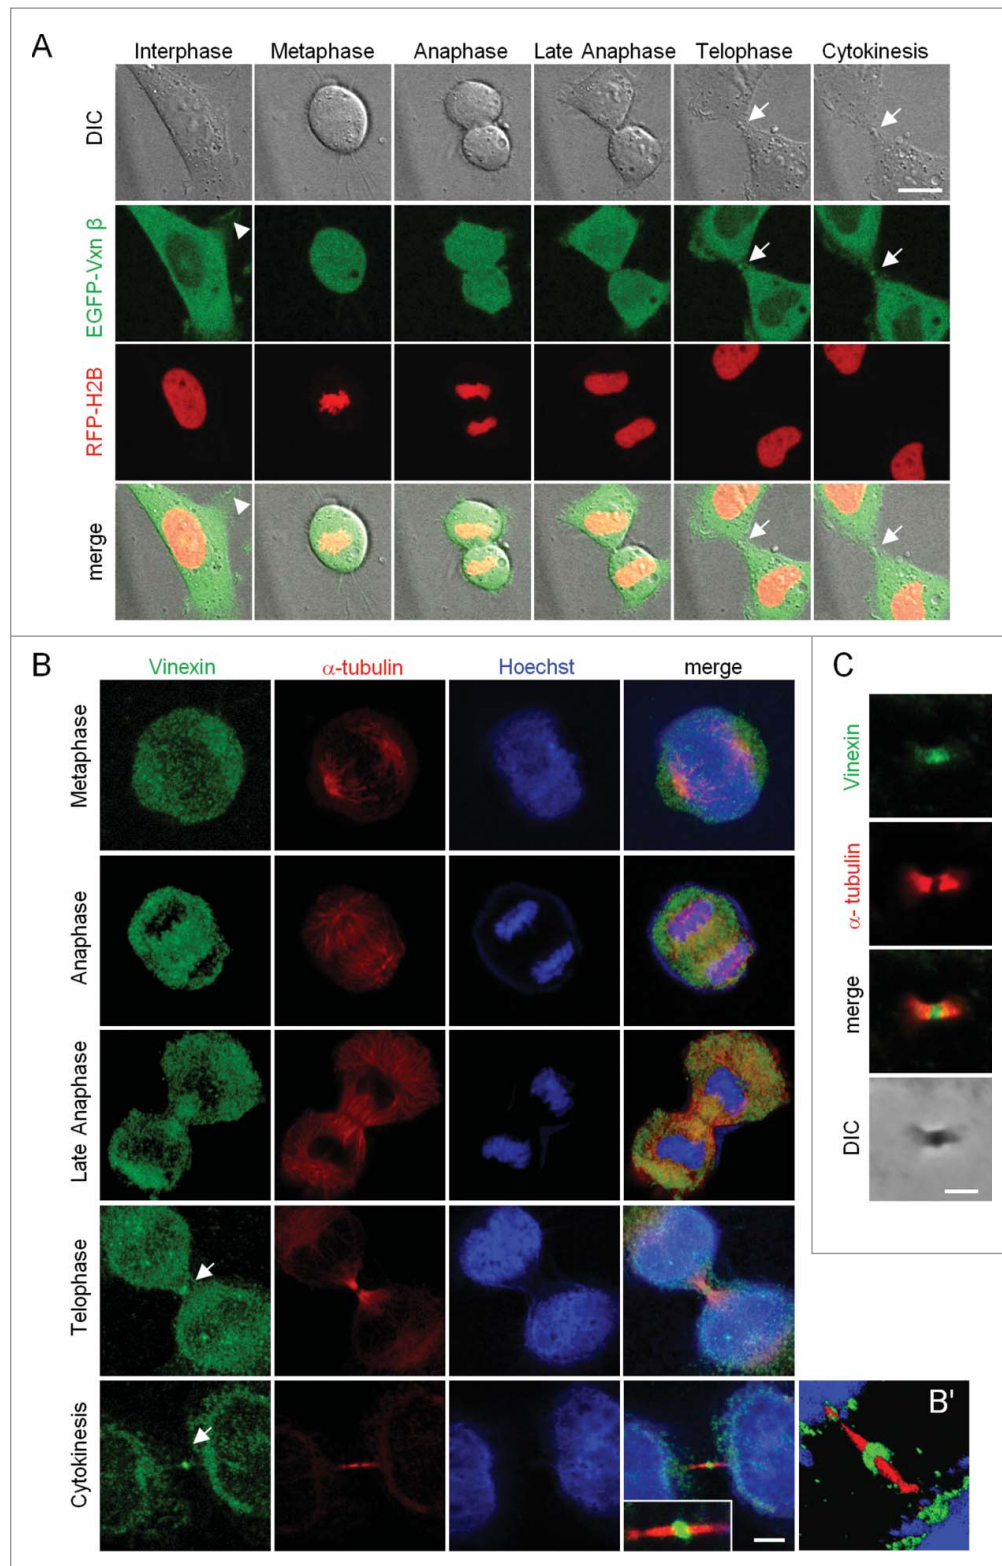 A
Interphase Metaphase Anaphase Late Anaphase Telophase Cytokinesis
DIC
EGFP-Vxn β
RFP-H2B
merge
B
Vinexin α-tubulin Hoechst merge
Metaphase
Anaphase
Late Anaphase
Telophase
Cytokinesis
B'
C
Vinexin
α- tubulin
merge
DIC